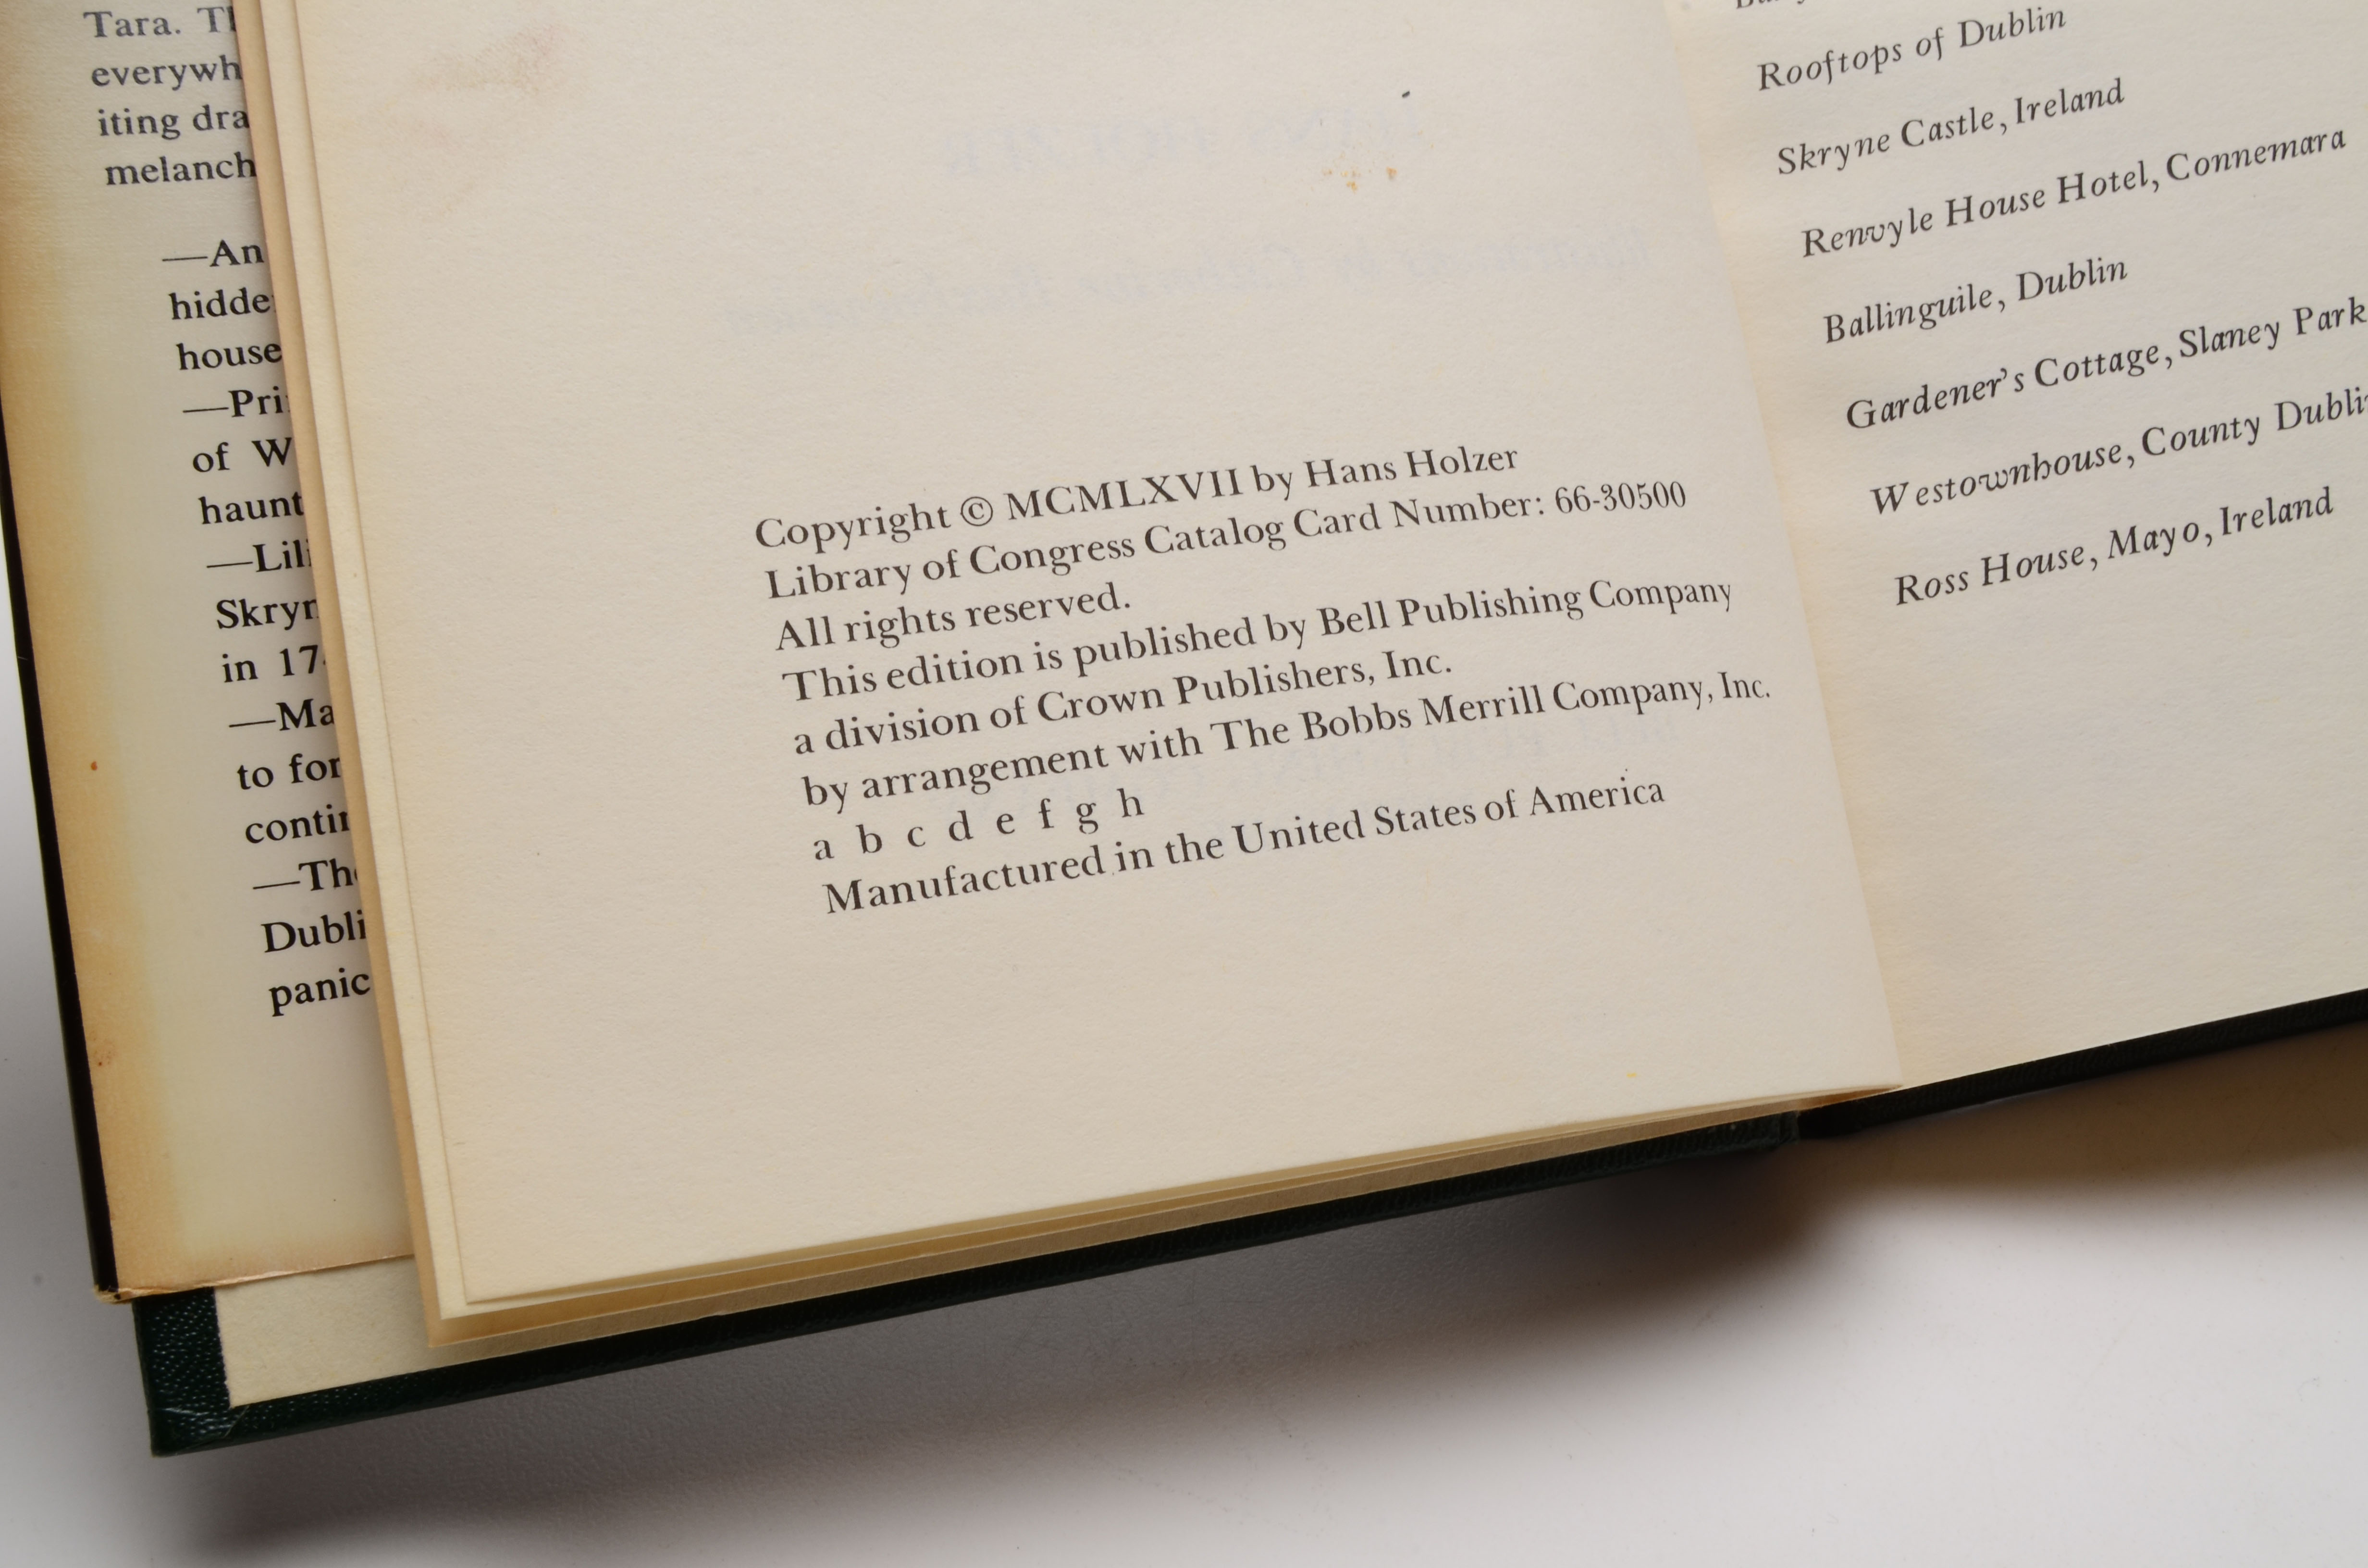 Tara.
everywh
iting dra
melanch
—An
hidde
house
—Pri
of W
haunt
—Lili
Skryn
in 17
—Ma
to for
contin
—The
Dubli
panic
Copyright © MCMLXVII by Hans Holzer
Library of Congress Catalog Card Number: 66-30500
All rights reserved.
This edition is published by Bell Publishing Company
a division of Crown Publishers, Inc.
by arrangement with The Bobbs Merrill Company, Inc.
a b c d e f g h
Manufactured in the United States of America
Rooftops of Dublin
Skryne Castle, Ireland
Renvyle House Hotel, Connemara
Ballinguile, Dublin
Gardener's Cottage, Slaney Park
Westownhouse, County Dubli
Ross House, Mayo, Ireland